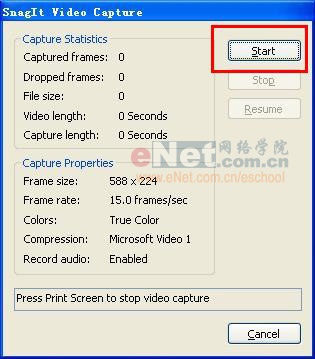 SnagIt Video Capture
Capture Statistics
Captured frames: 0
Dropped frames: 0
File size: 0
Video length: 0 Seconds
Capture length: 0 Seconds
Start
Stop
Resume
eNet.com.cn 网络学院
www.eNet.com.cn/eschool
Capture Properties
Frame size: 588 x 224
Frame rate: 15.0 frames/sec
Colors: True Color
Compression: Microsoft Video 1
Record audio: Enabled
Press Print Screen to stop video capture
Cancel